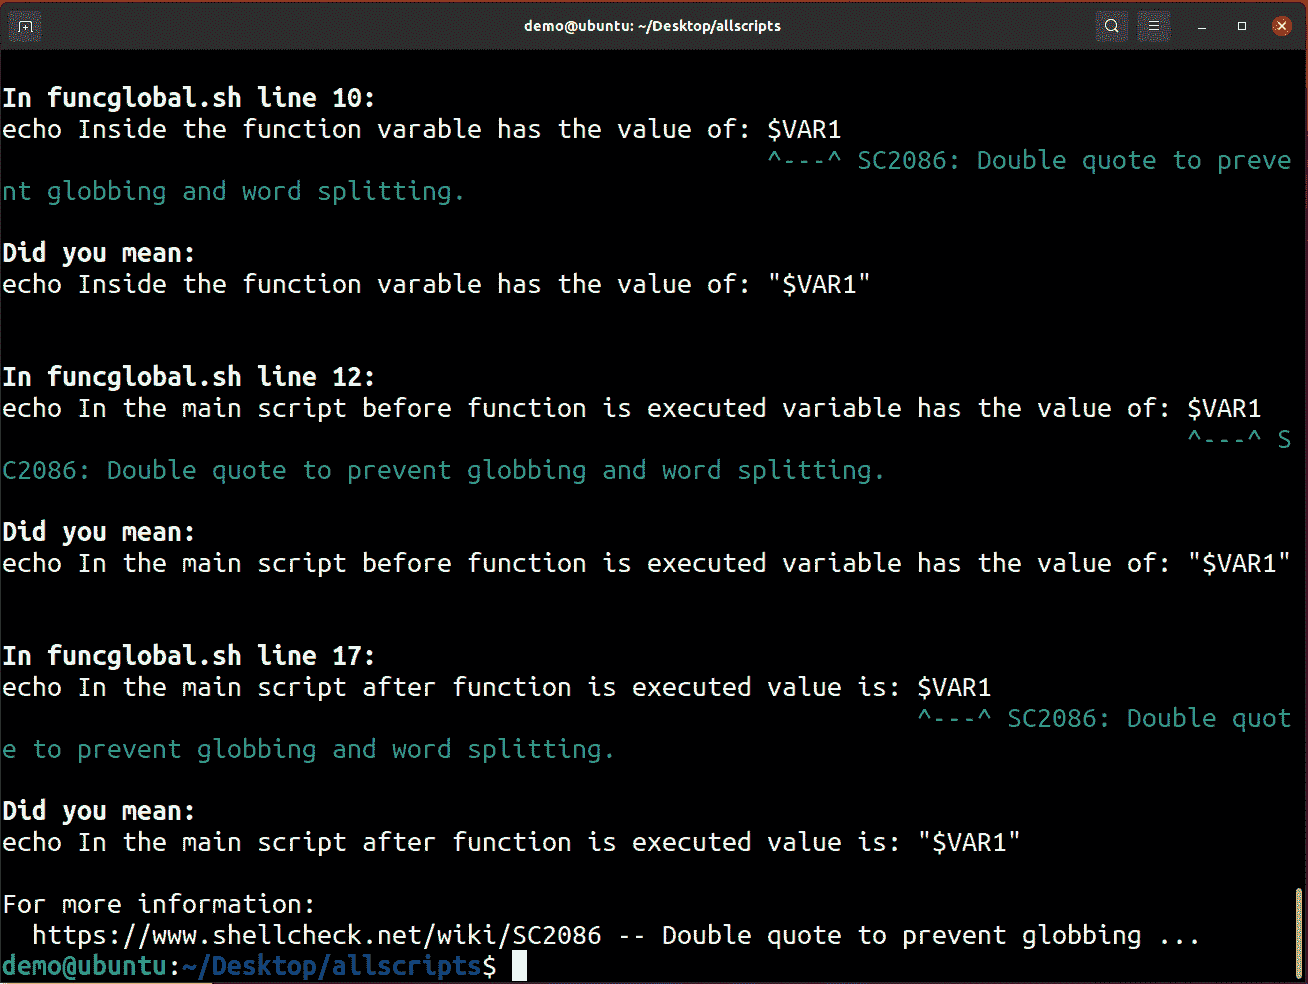 demo@ubuntu: ~/Desktop/allscripts
In funcglobal.sh line 10:
echo Inside the function varable has the value of: $VAR1
^---^ SC2086: Double quote to preve
nt globbing and word splitting.
Did you mean:
echo Inside the function varable has the value of: "$VAR1"
In funcglobal.sh line 12:
echo In the main script before function is executed variable has the value of: $VAR1
^---^ S
C2086: Double quote to prevent globbing and word splitting.
Did you mean:
echo In the main script before function is executed variable has the value of: "$VAR1"
In funcglobal.sh line 17:
echo In the main script after function is executed value is: $VAR1
^---^ SC2086: Double quot
e to prevent globbing and word splitting.
Did you mean:
echo In the main script after function is executed value is: "$VAR1"
For more information:
https://www.shellcheck.net/wiki/SC2086 -- Double quote to prevent globbing ...
demo@ubuntu:~/Desktop/allscripts$